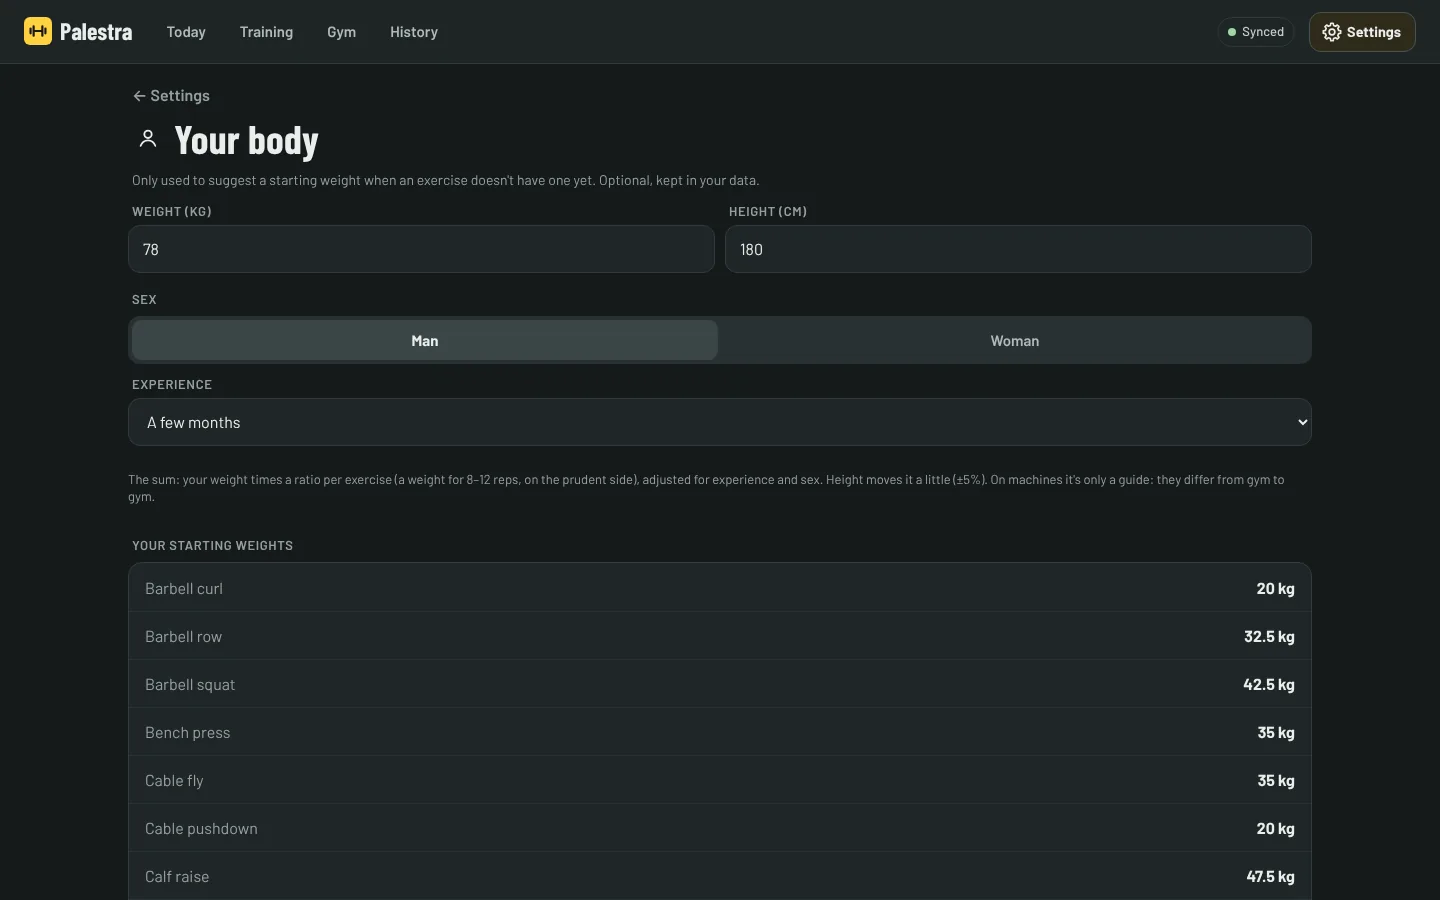 Palestra
Today
Training
Gym
History
Synced
Settings
← Settings
Your body
Only used to suggest a starting weight when an exercise doesn't have one yet. Optional, kept in your data.
WEIGHT (KG)
HEIGHT (CM)
78
180
SEX
Man
Woman
EXPERIENCE
A few months
The sum: your weight times a ratio per exercise (a weight for 8–12 reps, on the prudent side), adjusted for experience and sex. Height moves it a little (±5%). On machines it's only a guide: they differ from gym to
gym.
YOUR STARTING WEIGHTS
Barbell curl 20 kg
Barbell row 32.5 kg
Barbell squat 42.5 kg
Bench press 35 kg
Cable fly 35 kg
Cable pushdown 20 kg
Calf raise 47.5 kg